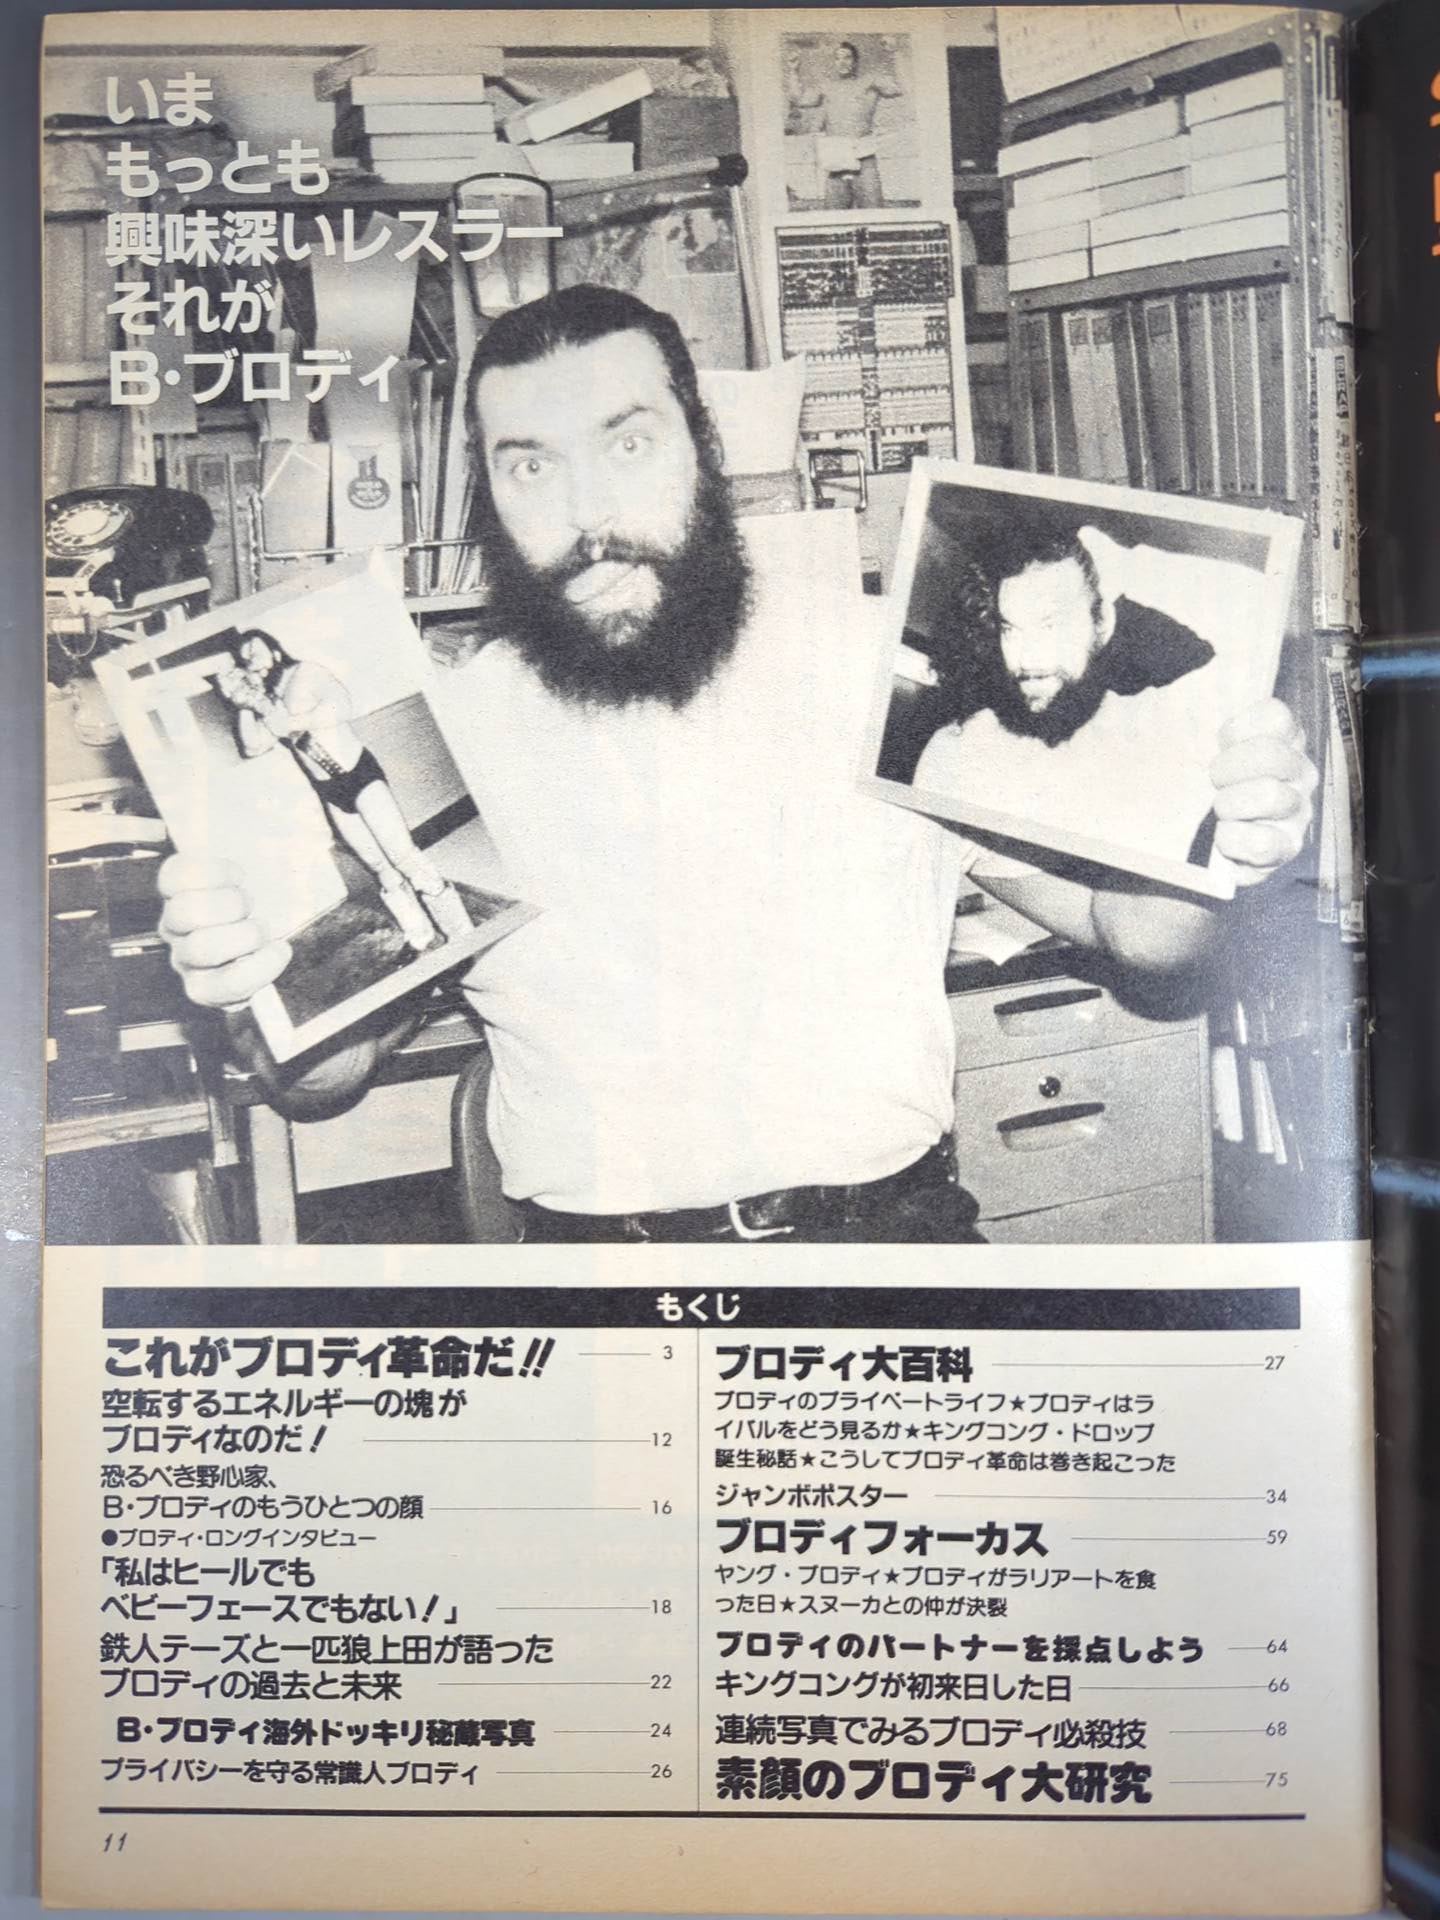 いま
もっとも
興味深いレスラー
それが
B・ブロディ
もくじ
これがブロディ革命だ!! 3
空転するエネルギーの塊が
ブロディなのだ! 12
恐るべき野心家、
B・ブロディのもうひとつの顔 16
●ブロディ・ロングインタビュー
「私はヒールでも
ベビーフェースでもない!」 18
鉄人テーズと一匹狼上田が語った
ブロディの過去と未来 22
B・ブロディ海外ドッキリ秘蔵写真 24
プライバシーを守る常識人ブロディ 26
ブロディ大百科 27
ブロディのプライベートライフ★ブロディはラ
イバルをどう見るか★キングコング・ドロップ
誕生秘話★こうしてブロディ革命は巻き起こった
ジャンボポスター 34
ブロディフォーカス 59
ヤング・ブロディ★ブロディがラリアートを食
った日★スヌーカとの仲が決裂
ブロディのパートナーを採点しよう 64
キングコングが初来日した日 66
連続写真でみるブロディ必殺技 68
素顔のブロディ大研究 75
11